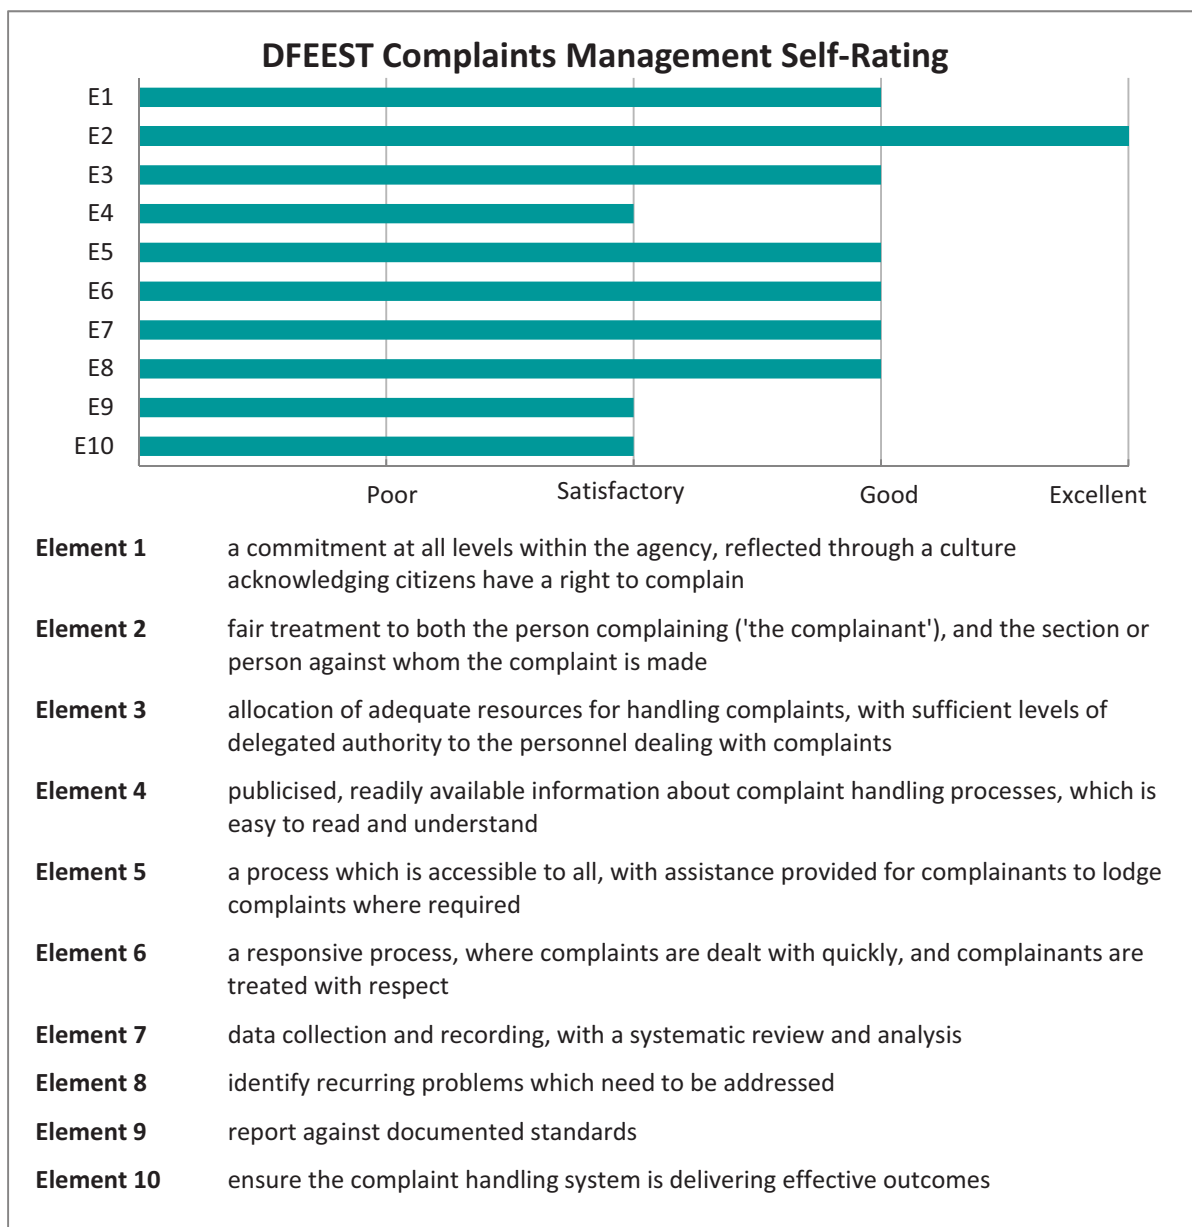 DFEEST Complaints Management Self-Rating
E1
E2
E3
E4
E5
E6
E7
E8
E9
E10
Poor Satisfactory Good Excellent
Element 1 a commitment at all levels within the agency, reflected through a culture
acknowledging citizens have a right to complain
Element 2 fair treatment to both the person complaining ('the complainant'), and the section or
person against whom the complaint is made
Element 3 allocation of adequate resources for handling complaints, with sufficient levels of
delegated authority to the personnel dealing with complaints
Element 4 publicised, readily available information about complaint handling processes, which is
easy to read and understand
Element 5 a process which is accessible to all, with assistance provided for complainants to lodge
complaints where required
Element 6 a responsive process, where complaints are dealt with quickly, and complainants are
treated with respect
Element 7 data collection and recording, with a systematic review and analysis
Element 8 identify recurring problems which need to be addressed
Element 9 report against documented standards
Element 10 ensure the complaint handling system is delivering effective outcomes